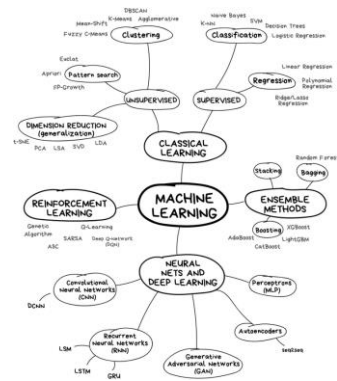 DBSCAN
Mean-Shift
K-Means
Agglomerative
Fuzzy C-Means
Clustering
Naive Bayes
K-NN
SVM
Decision Trees
Logistic Regression
Classification
Euclat
Apriori
Pattern search
FP-Growth
Linear Regression
Polynomial
Regression
Regression
Ridge/Lasso
Regression
UNSUPERVISED
SUPERVISED
DIMENSION REDUCTION
(generalization)
t-SNE
PCA
LSA
SVD
LDA
CLASSICAL
LEARNING
Stacking
Random Forest
Bagging
REINFORCEMENT
LEARNING
MACHINE
LEARNING
ENSEMBLE
METHODS
Genetic
Algorithm
Q-Learning
SARSA
Deep Q-Network
(DQN)
A3C
Boosting
XGBoost
AdaBoost
LightGBM
CatBoost
NEURAL
NETS AND
DEEP LEARNING
Convolutional
Neural Networks
(CNN)
DCNN
Perceptrons
(MLP)
Autoencoders
seq2seq
Recurrent
Neural Networks
(RNN)
LSM
LSTM
GRU
Generative
Adversarial Networks
(GAN)